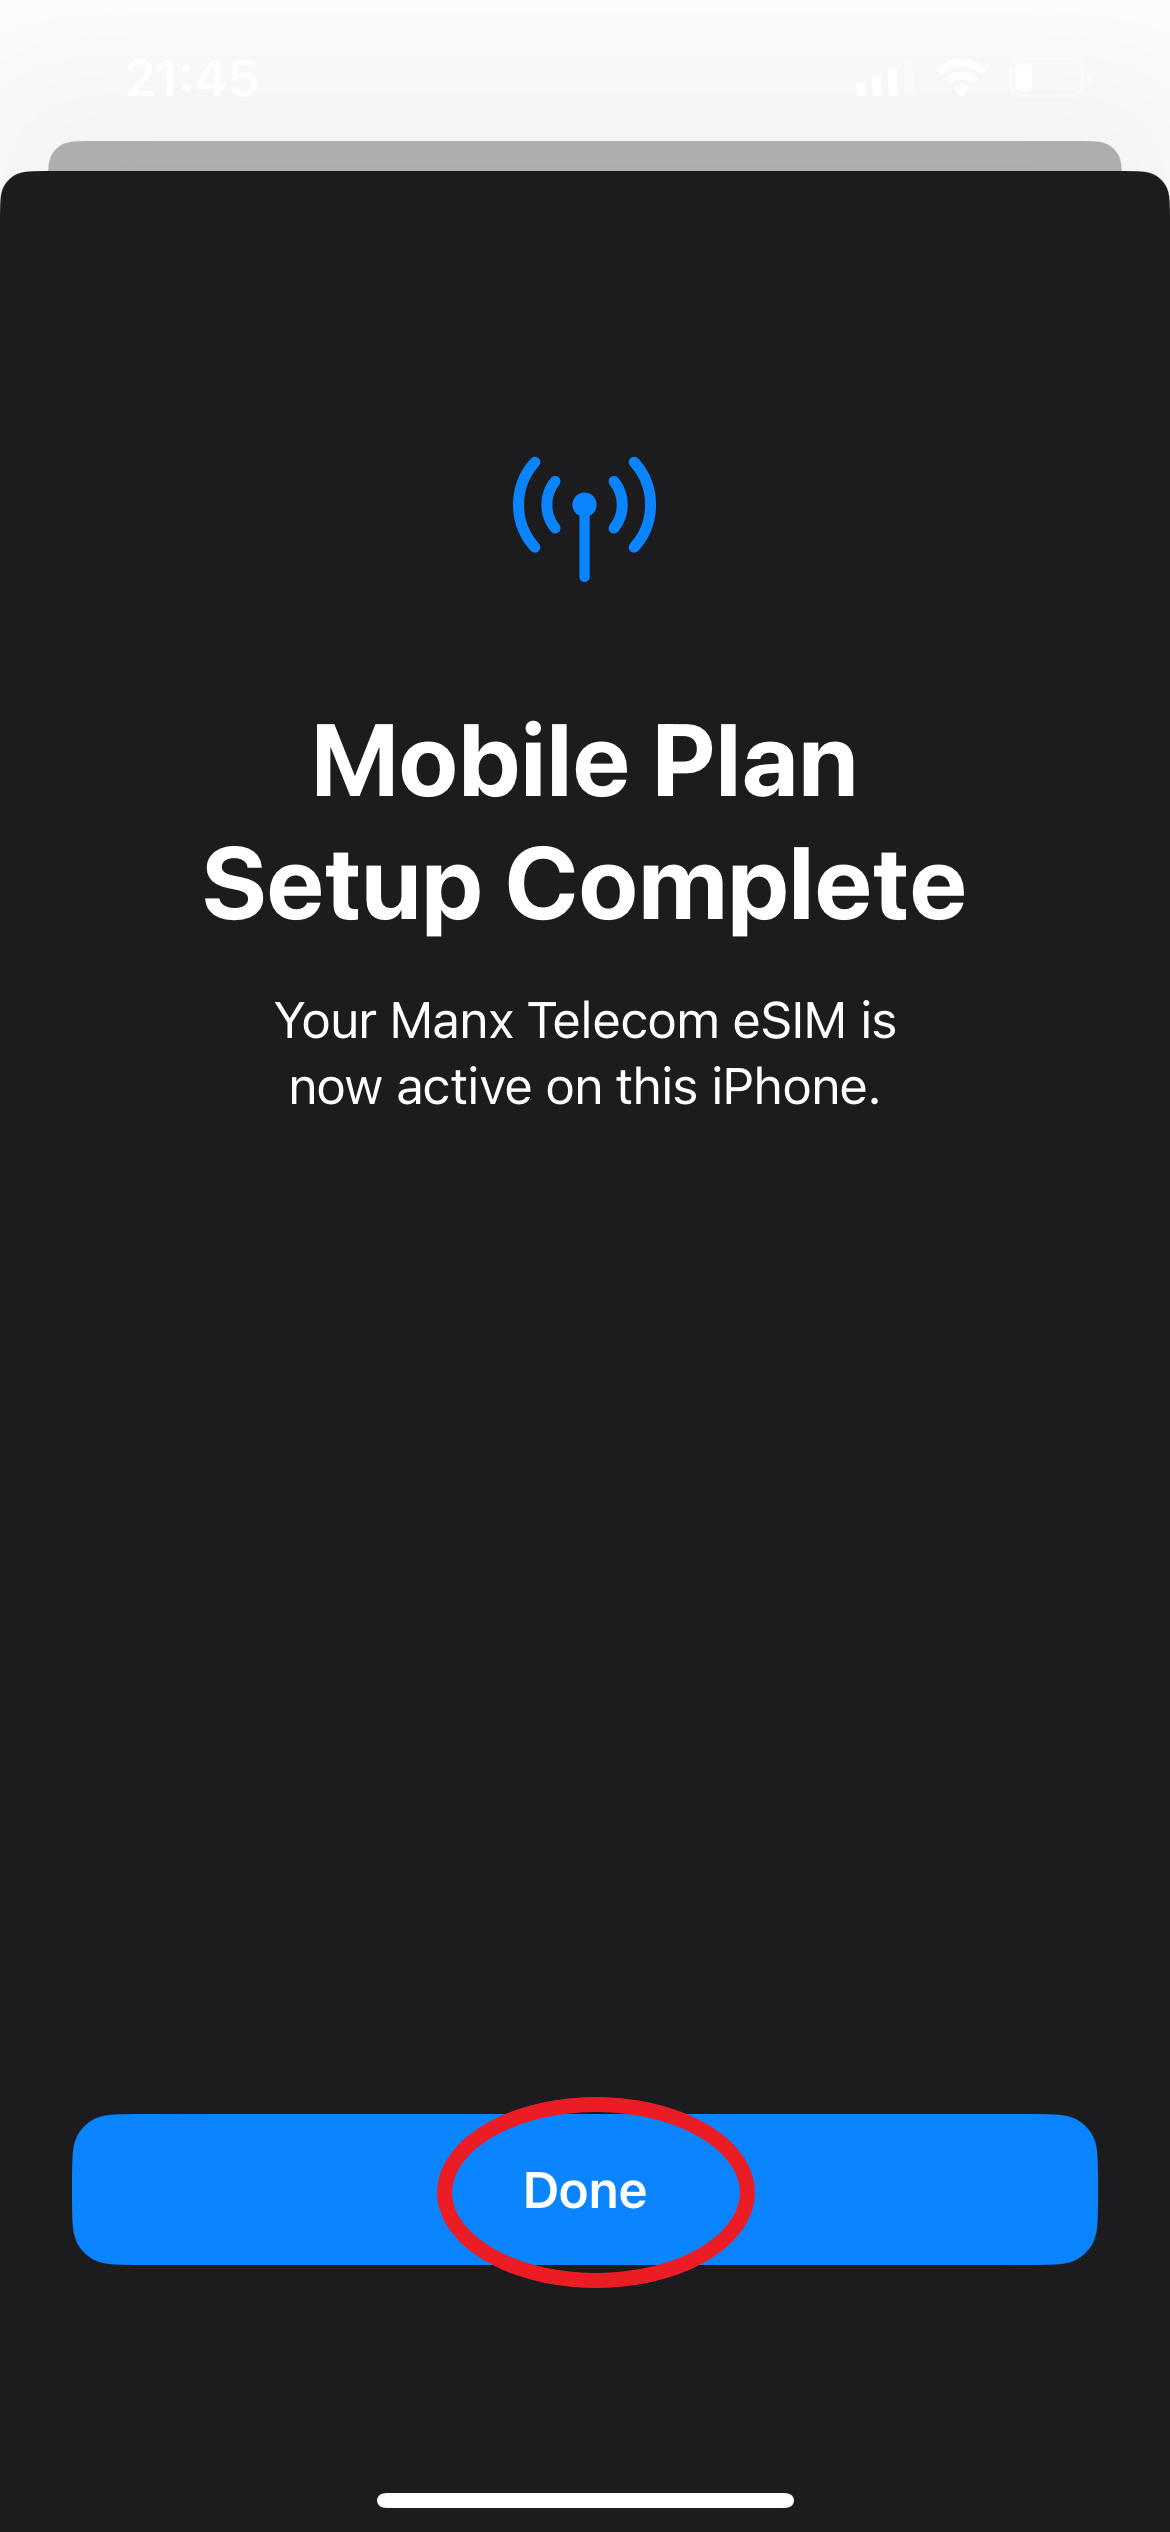 21:45
Mobile Plan
Setup Complete
Your Manx Telecom eSIM is
now active on this iPhone.
Done